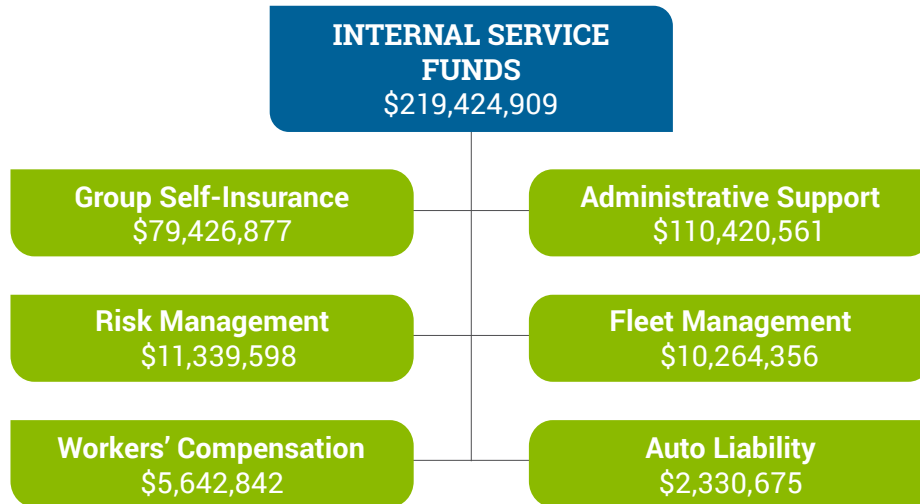 INTERNAL SERVICE
FUNDS
$219,424,909
Group Self-Insurance
$79,426,877
Administrative Support
$110,420,561
Risk Management
$11,339,598
Fleet Management
$10,264,356
Workers’ Compensation
$5,642,842
Auto Liability
$2,330,675